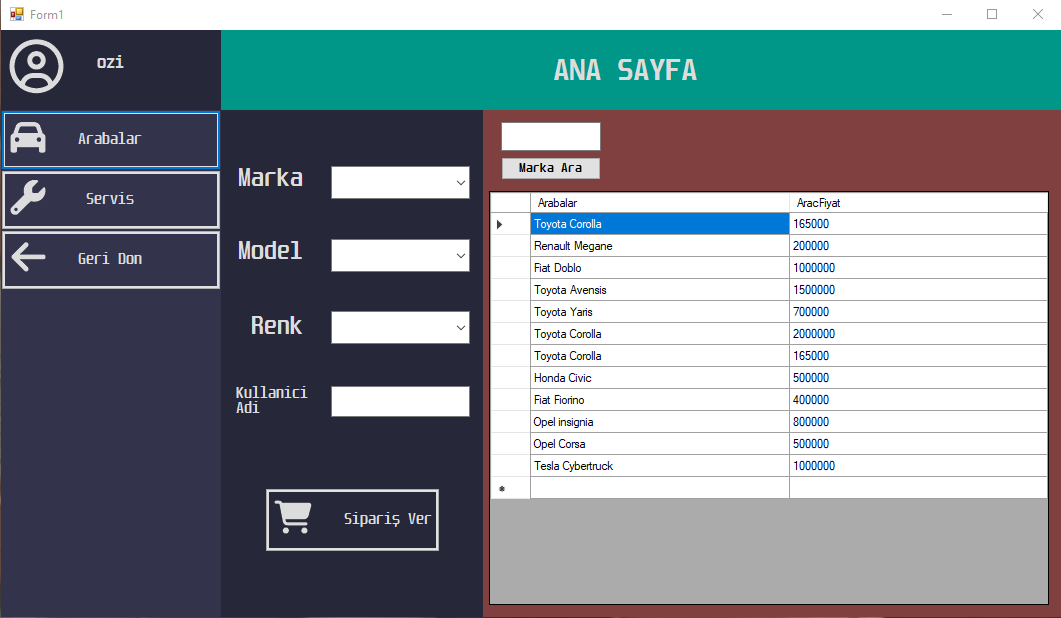 Form1
ozi
ANA SAYFA
Arabalar
Servis
Geri Don
Marka
Model
Renk
Kullanici
Adi
Sipariş Ver
Marka Ara
Arabalar AracFiyat
Toyota Corolla 165000
Renault Megane 200000
Fiat Doblo 1000000
Toyota Avensis 1500000
Toyota Yaris 700000
Toyota Corolla 2000000
Toyota Corolla 165000
Honda Civic 500000
Fiat Fiorino 400000
Opel insignia 800000
Opel Corsa 500000
Tesla Cybertruck 1000000